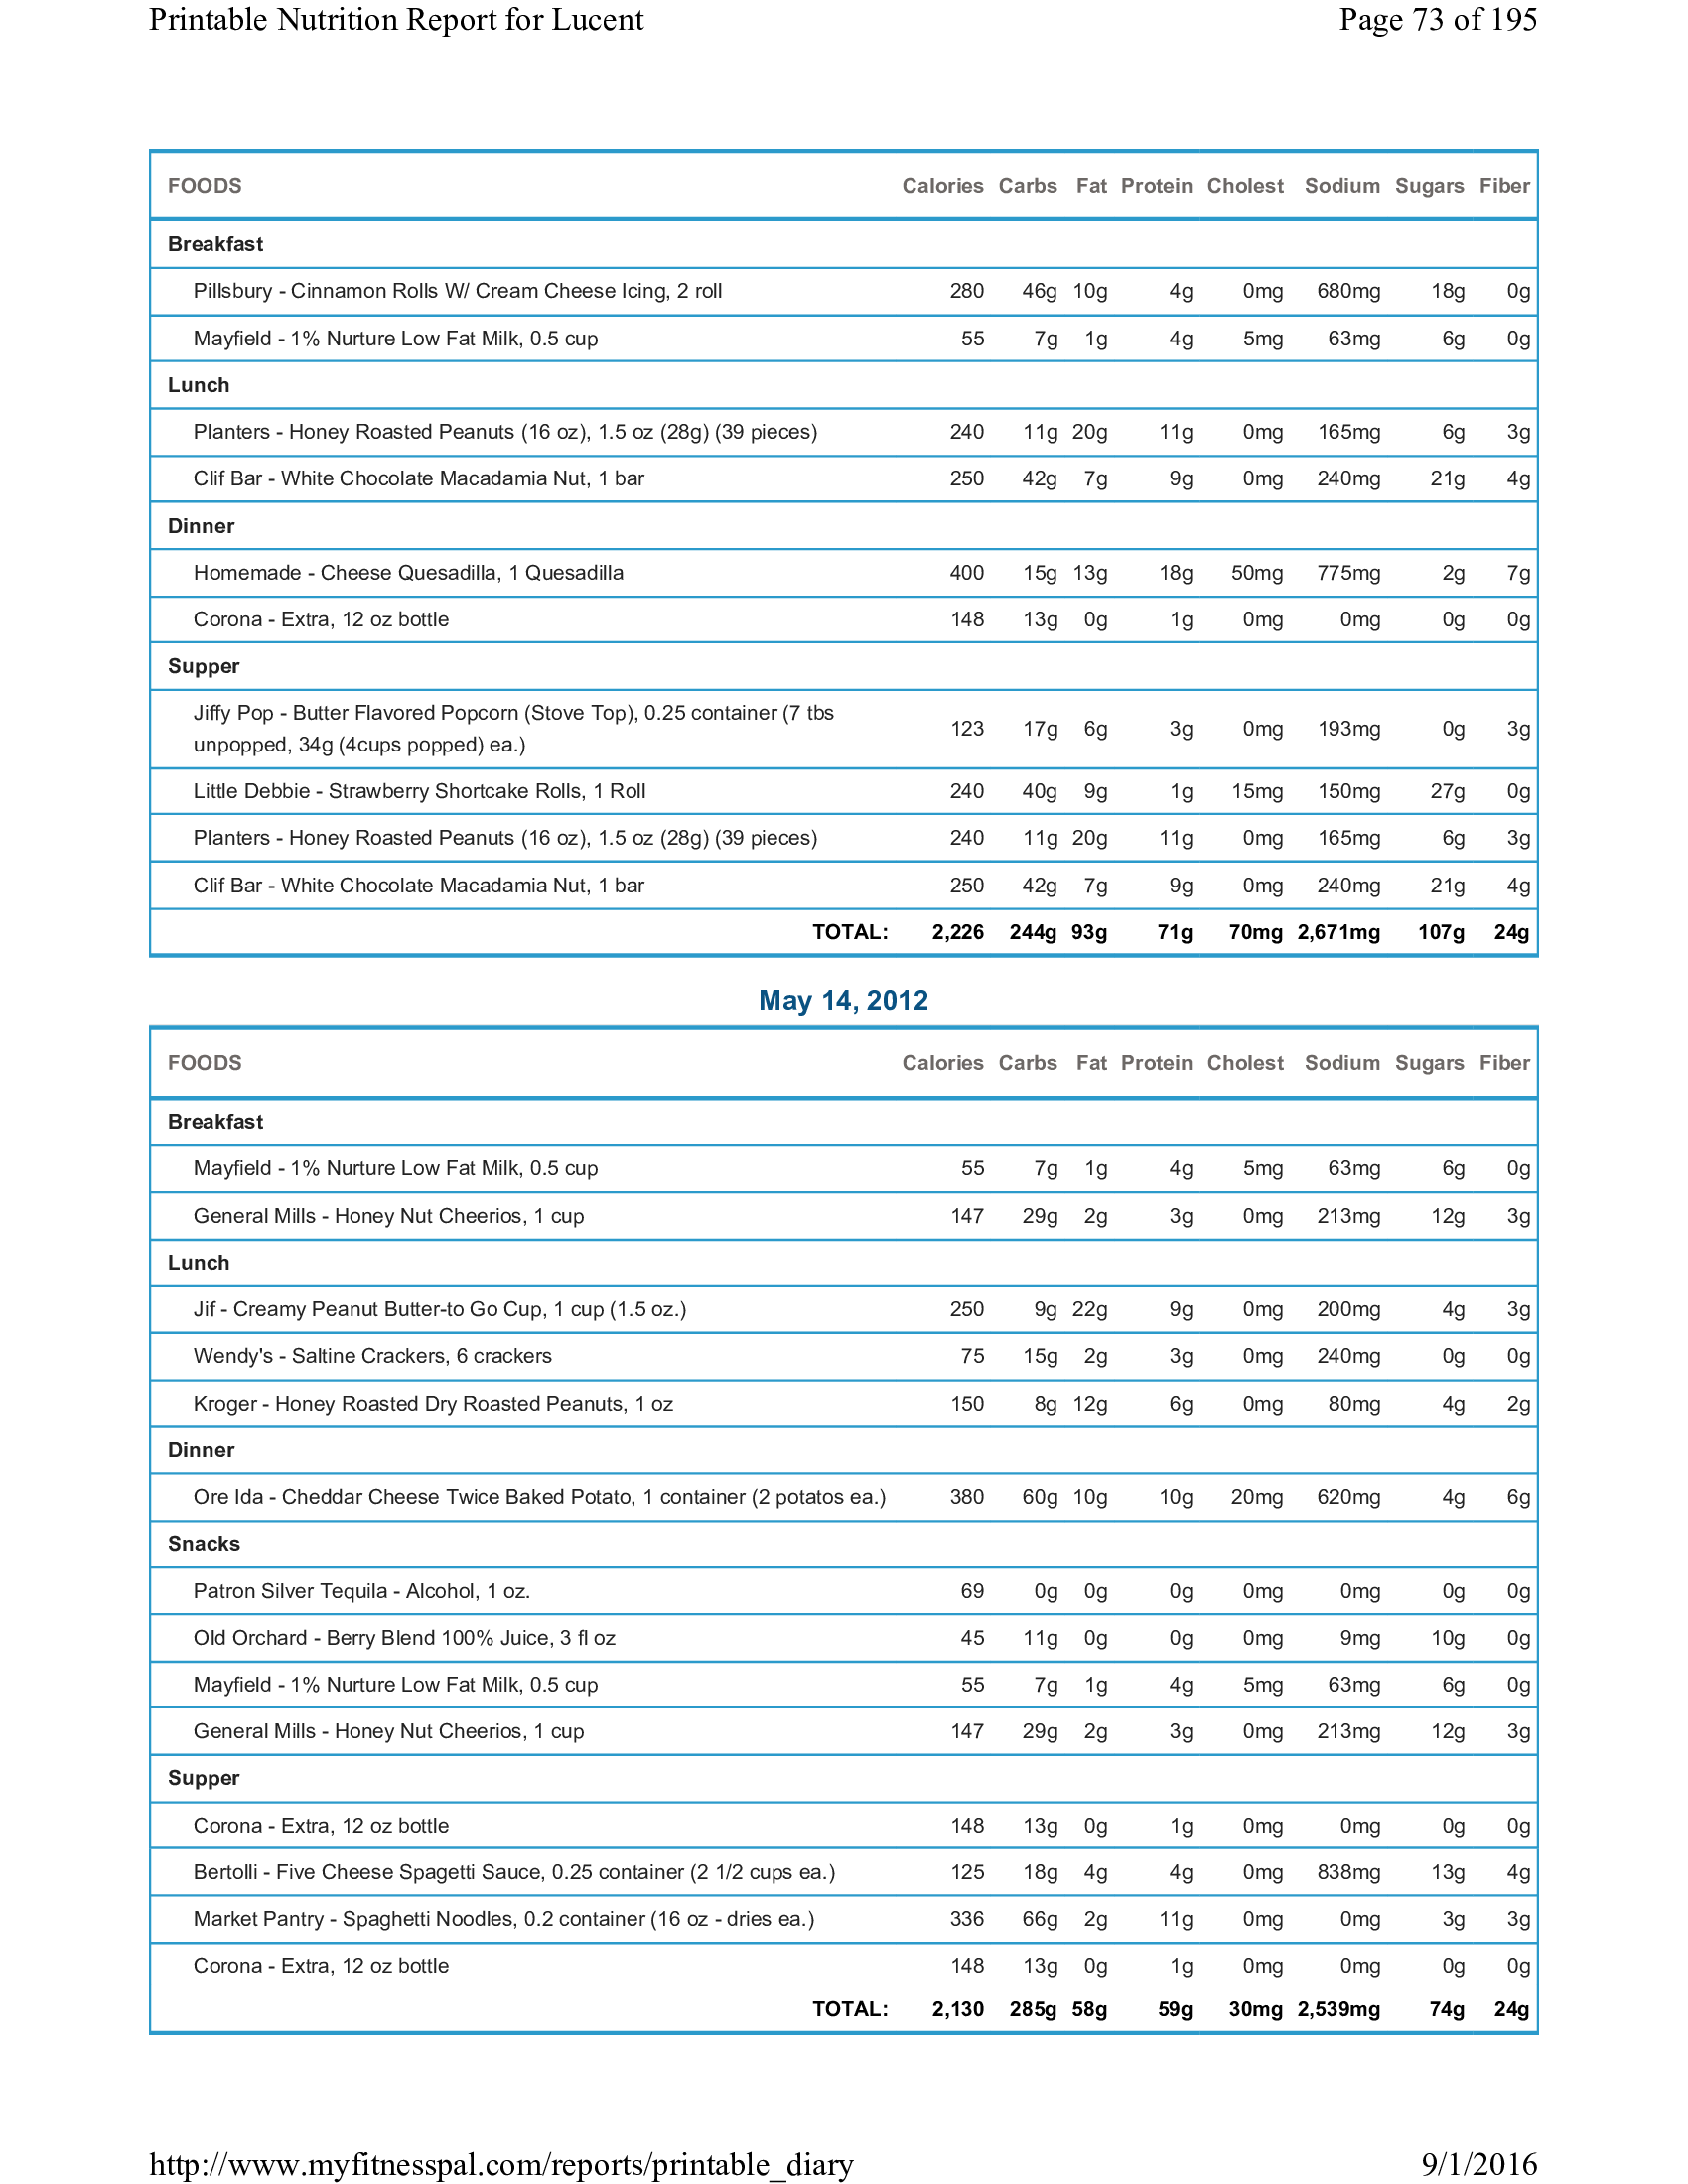 Printable Nutrition Report for Lucent Page 73 of 195
FOODS Calories Carbs Fat Protein Cholest Sodium Sugars Fiber
Breakfast
Pillsbury - Cinnamon Rolls W/ Cream Cheese Icing, 2 roll 280 46g 10g 4g 0mg 680mg 18g 0g
Mayfield - 1% Nurture Low Fat Milk, 0.5 cup 55 7g 1g 4g 5mg 63mg 6g 0g
Lunch
Planters - Honey Roasted Peanuts (16 oz), 1.5 oz (28g) (39 pieces) 240 11g 20g 11g 0mg 165mg 6g 3g
Clif Bar - White Chocolate Macadamia Nut, 1 bar 250 42g 7g 9g 0mg 240mg 21g 4g
Dinner
Homemade - Cheese Quesadilla, 1 Quesadilla 400 15g 13g 18g 50mg 775mg 2g 7g
Corona - Extra, 12 oz bottle 148 13g 0g 1g 0mg 0mg 0g 0g
Supper
Jiffy Pop - Butter Flavored Popcorn (Stove Top), 0.25 container (7 tbs
unpopped, 34g (4cups popped) ea.) 123 17g 6g 3g 0mg 193mg 0g 3g
Little Debbie - Strawberry Shortcake Rolls, 1 Roll 240 40g 9g 1g 15mg 150mg 27g 0g
Planters - Honey Roasted Peanuts (16 oz), 1.5 oz (28g) (39 pieces) 240 11g 20g 11g 0mg 165mg 6g 3g
Clif Bar - White Chocolate Macadamia Nut, 1 bar 250 42g 7g 9g 0mg 240mg 21g 4g
TOTAL: 2,226 244g 93g 71g 70mg 2,671mg 107g 24g
May 14, 2012
FOODS Calories Carbs Fat Protein Cholest Sodium Sugars Fiber
Breakfast
Mayfield - 1% Nurture Low Fat Milk, 0.5 cup 55 7g 1g 4g 5mg 63mg 6g 0g
General Mills - Honey Nut Cheerios, 1 cup 147 29g 2g 3g 0mg 213mg 12g 3g
Lunch
Jif - Creamy Peanut Butter-to Go Cup, 1 cup (1.5 oz.) 250 9g 22g 9g 0mg 200mg 4g 3g
Wendy's - Saltine Crackers, 6 crackers 75 15g 2g 3g 0mg 240mg 0g 0g
Kroger - Honey Roasted Dry Roasted Peanuts, 1 oz 150 8g 12g 6g 0mg 80mg 4g 2g
Dinner
Ore Ida - Cheddar Cheese Twice Baked Potato, 1 container (2 potatos ea.) 380 60g 10g 10g 20mg 620mg 4g 6g
Snacks
Patron Silver Tequila - Alcohol, 1 oz. 69 0g 0g 0g 0mg 0mg 0g 0g
Old Orchard - Berry Blend 100% Juice, 3 fl oz 45 11g 0g 0g 0mg 9mg 10g 0g
Mayfield - 1% Nurture Low Fat Milk, 0.5 cup 55 7g 1g 4g 5mg 63mg 6g 0g
General Mills - Honey Nut Cheerios, 1 cup 147 29g 2g 3g 0mg 213mg 12g 3g
Supper
Corona - Extra, 12 oz bottle 148 13g 0g 1g 0mg 0mg 0g 0g
Bertolli - Five Cheese Spagetti Sauce, 0.25 container (2 1/2 cups ea.) 125 18g 4g 4g 0mg 838mg 13g 4g
Market Pantry - Spaghetti Noodles, 0.2 container (16 oz - dries ea.) 336 66g 2g 11g 0mg 0mg 3g 3g
Corona - Extra, 12 oz bottle 148 13g 0g 1g 0mg 0mg 0g 0g
TOTAL: 2,130 285g 58g 59g 30mg 2,539mg 74g 24g
http://www.myfitnesspal.com/reports/printable_diary 9/1/2016